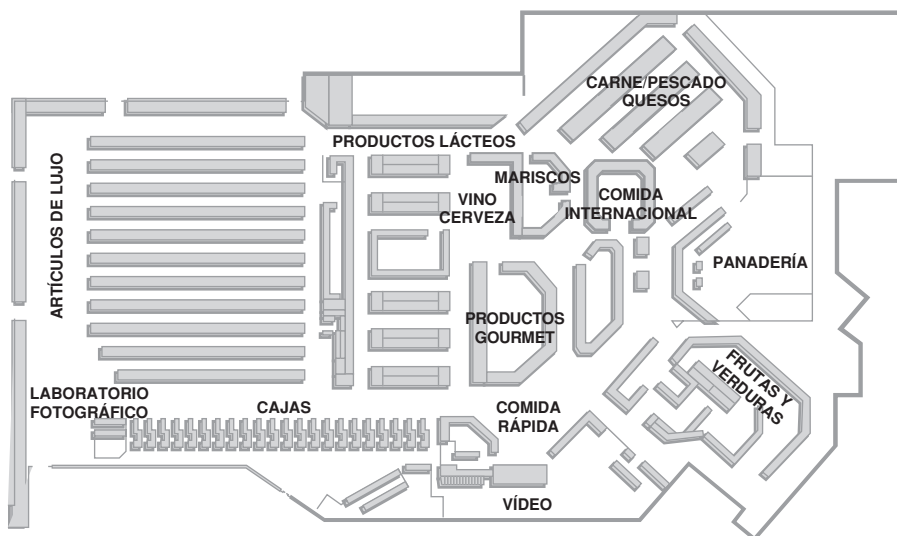 CARNE/PESCADO
QUESOS
PRODUCTOS LÁCTEOS
MARISCOS
VINO
CERVEZA
COMIDA
INTERNACIONAL
ARTÍCULOS DE LUJO
PANADERÍA
PRODUCTOS
GOURMET
FRUTAS Y
VERDURAS
LABORATORIO
FOTOGRÁFICO
CAJAS
COMIDA
RÁPIDA
VÍDEO